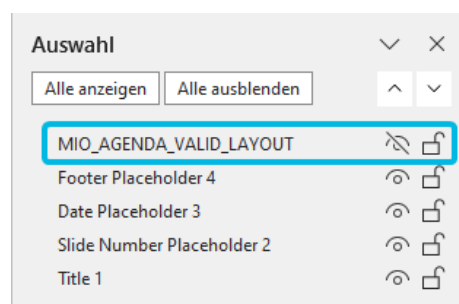 Auswahl
Alle anzeigen Alle ausblenden
MIO_AGENDA_VALID_LAYOUT
Footer Placeholder 4
Date Placeholder 3
Slide Number Placeholder 2
Title 1